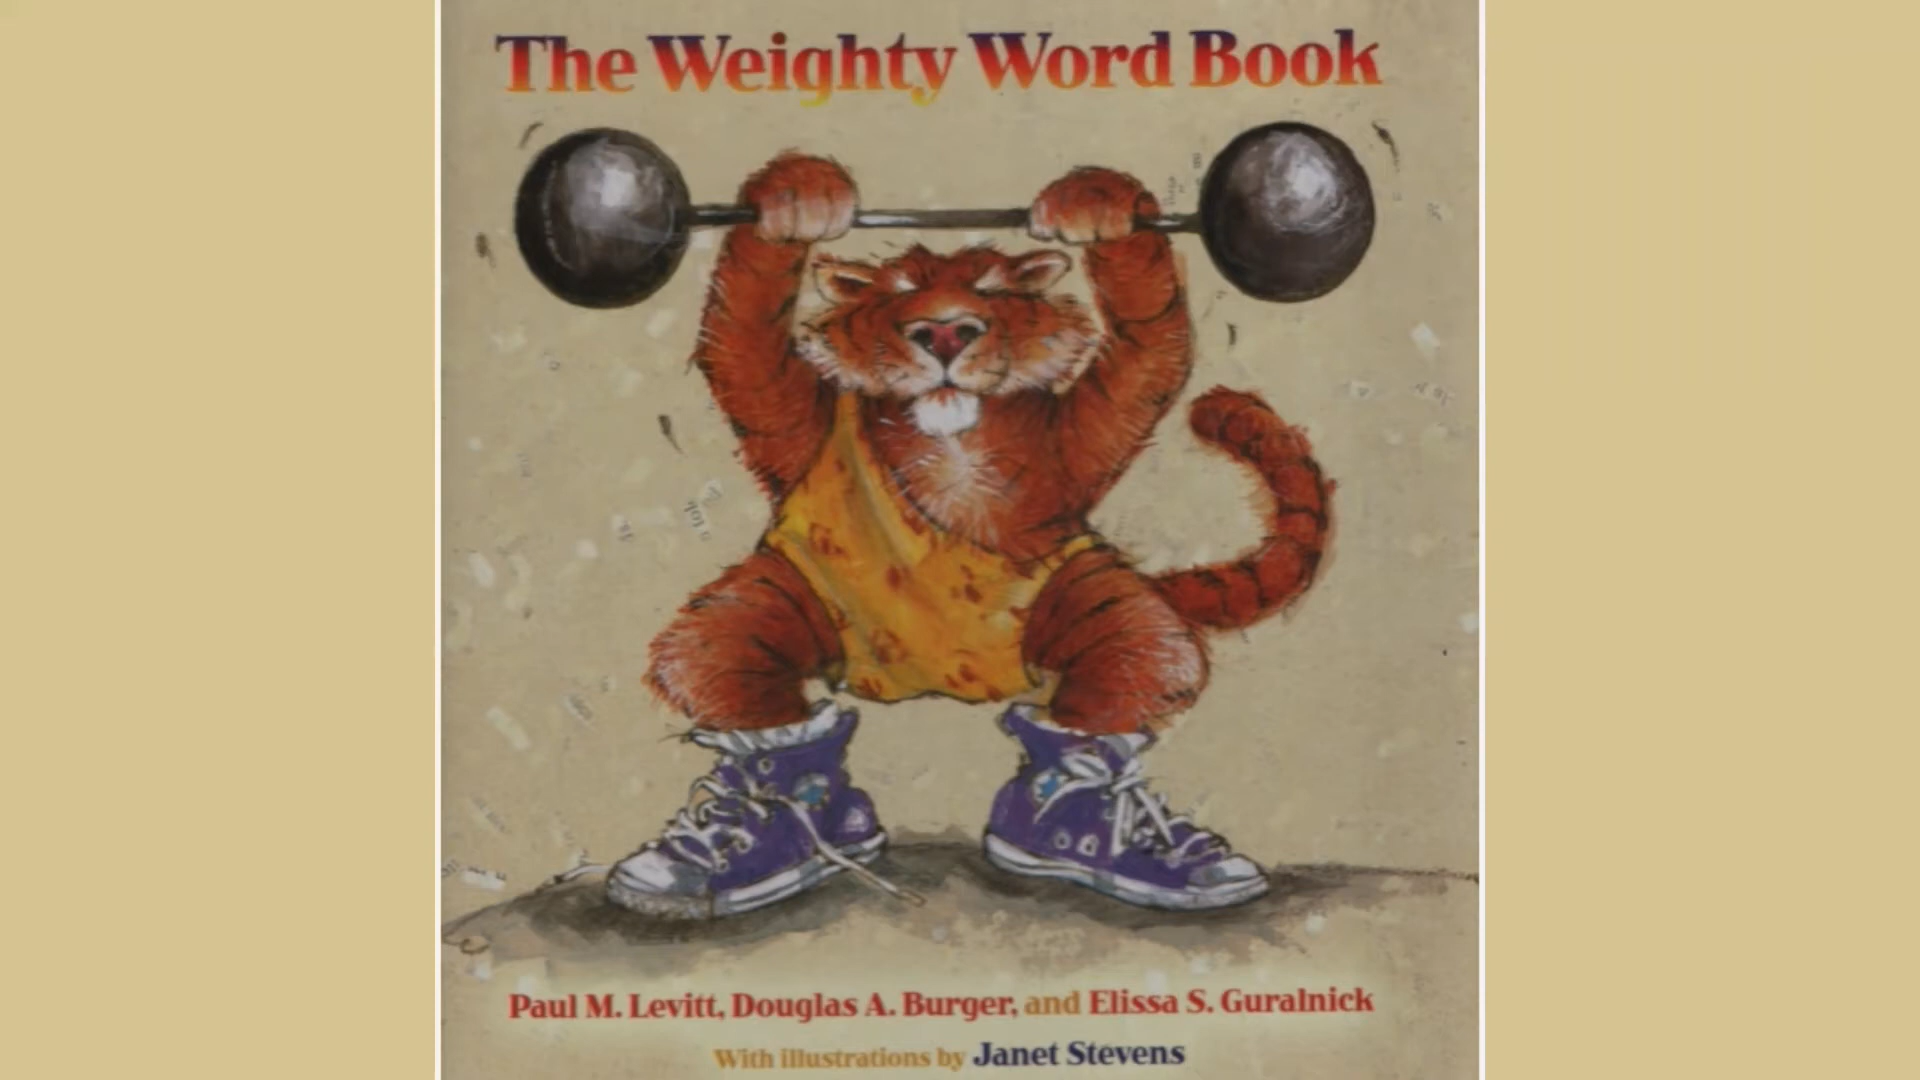 The Weighty Word Book
Paul M. Levitt, Douglas A. Burger, and Elissa S. Guralnick
With illustrations by Janet Stevens